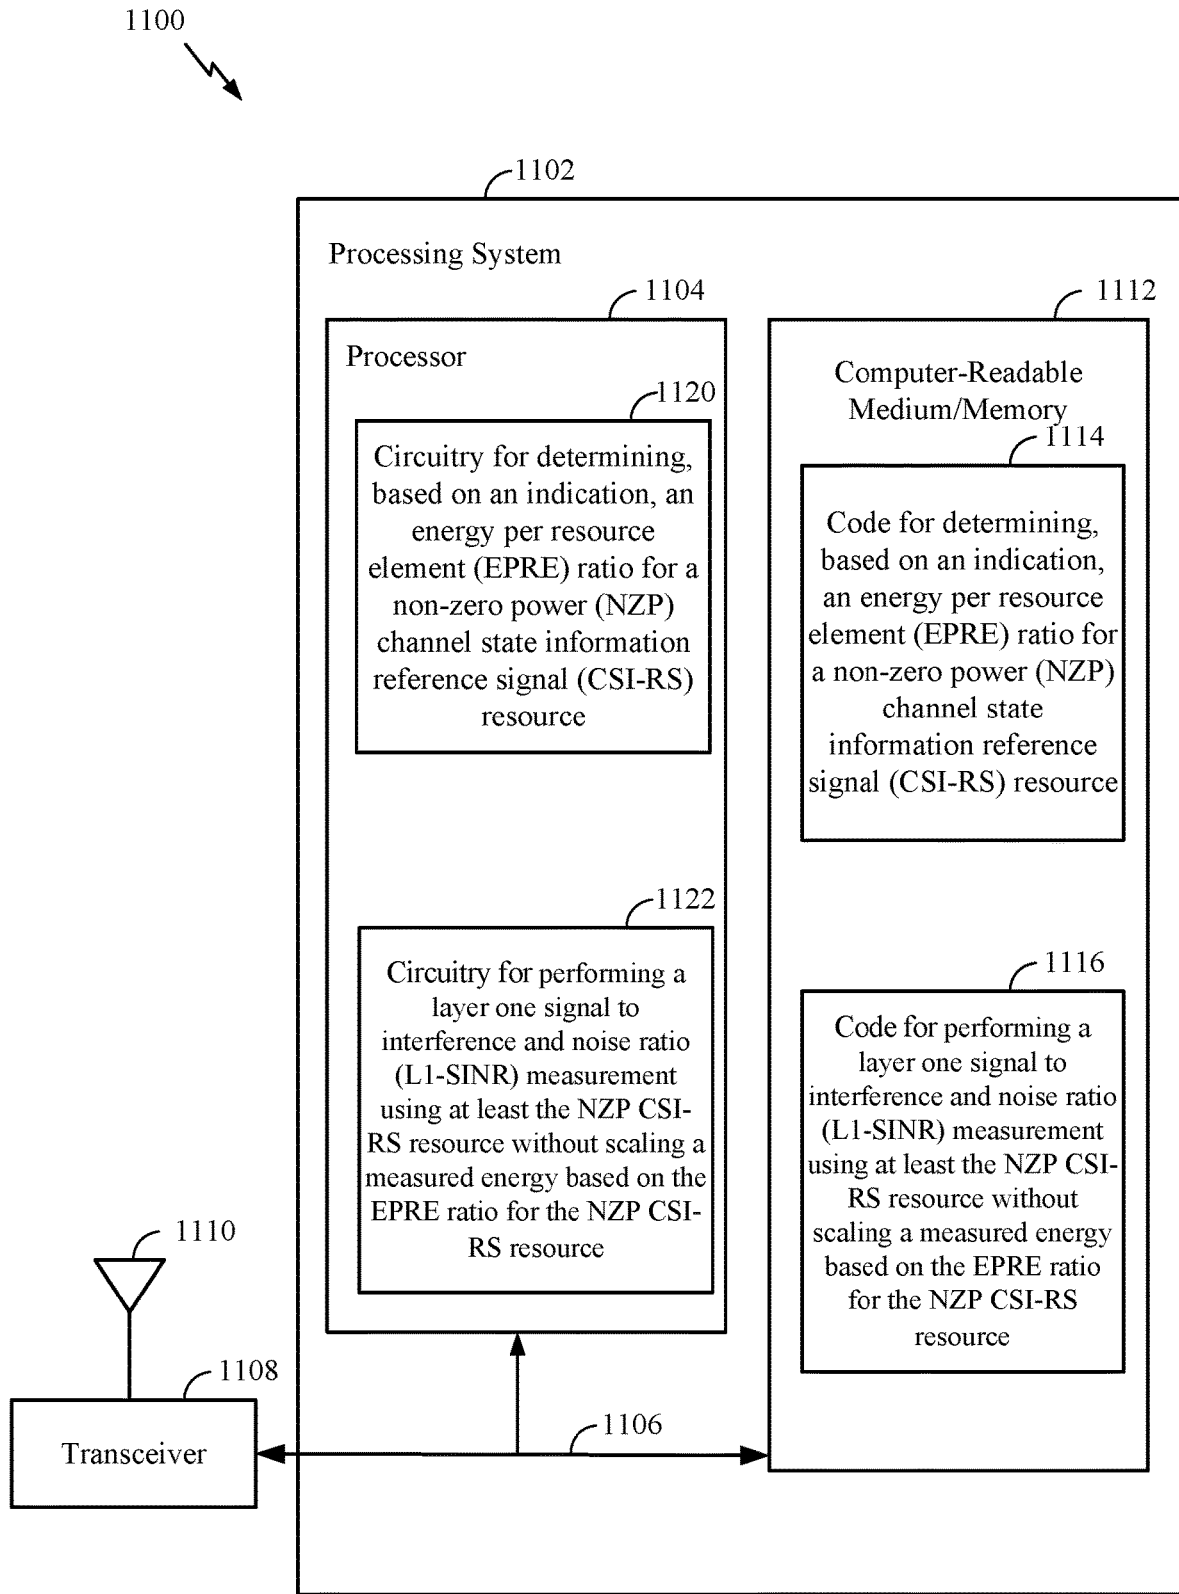 1100
1102
Processing System
1104
Processor
1120
Circuitry for determining,
based on an indication, an
energy per resource
element (EPRE) ratio for a
non-zero power (NZP)
channel state information
reference signal (CSI-RS)
resource
1122
Circuitry for performing a
layer one signal to
interference and noise ratio
(L1-SINR) measurement
using at least the NZP CSI-
RS resource without scaling a
measured energy based on the
EPRE ratio for the NZP CSI-
RS resource
1112
Computer-Readable
Medium/Memory
1114
Code for determining,
based on an indication,
an energy per resource
element (EPRE) ratio for
a non-zero power (NZP)
channel state
information reference
signal (CSI-RS) resource
1116
Code for performing a
layer one signal to
interference and noise ratio
(L1-SINR) measurement
using at least the NZP CSI-
RS resource without
scaling a measured energy
based on the EPRE ratio
for the NZP CSI-RS
resource
1110
1108
Transceiver
1106